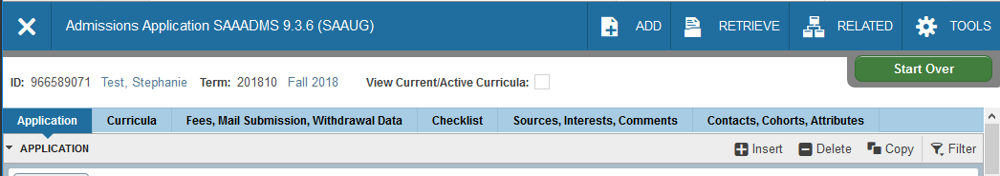 Admissions Application SAAADMS 9.3.6 (SAAUG) ADD RETRIEVE RELATED TOOLS
Start Over
ID: 966589071 Test, Stephanie Term: 201810 Fall 2018 View Current/Active Curricula:
Application Curricula Fees, Mail Submission, Withdrawal Data Checklist Sources, Interests, Comments Contacts, Cohorts, Attributes
APPLICATION Insert Delete Copy Filter